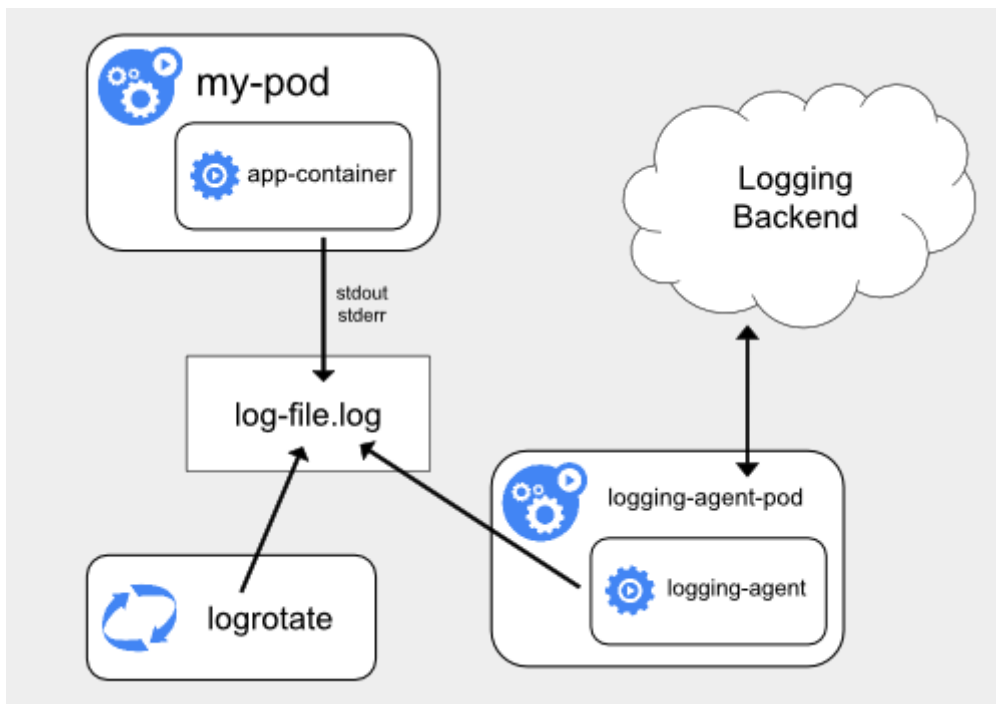 my-pod
app-container
Logging
Backend
stdout
stderr
log-file.log
logging-agent-pod
logging-agent
logrotate